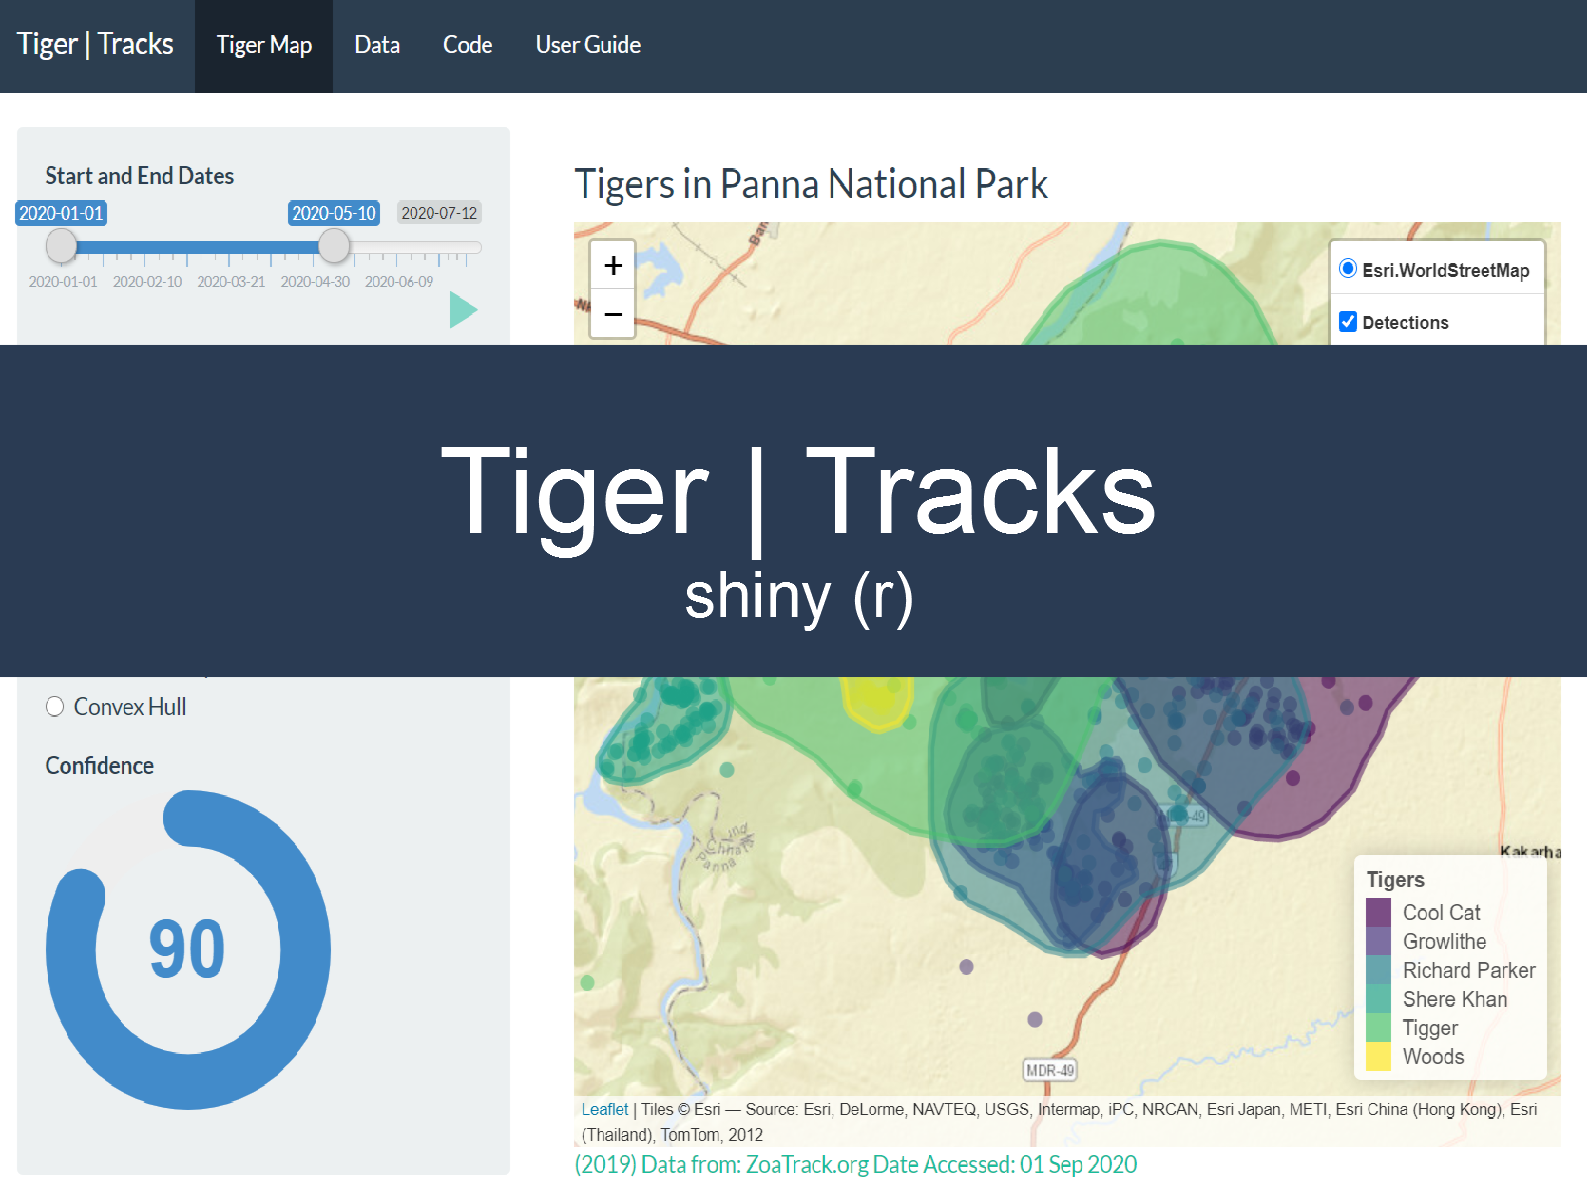 Tiger | Tracks
Tiger Map
Data
Code
User Guide
Start and End Dates
2020-01-01
2020-05-10
2020-07-12
2020-01-01
2020-02-10
2020-03-21
2020-04-30
2020-06-09
Tigers in Panna National Park
+
−
Esri.WorldStreetMap
Detections
Tiger | Tracks
shiny (r)
Convex Hull
Confidence
90
Panna
Kakarha
MDR-49
Tigers
Cool Cat
Growlithe
Richard Parker
Shere Khan
Tigger
Woods
Leaflet | Tiles © Esri — Source: Esri, DeLorme, NAVTEQ, USGS, Intermap, iPC, NRCAN, Esri Japan, METI, Esri China (Hong Kong), Esri
(Thailand), TomTom, 2012
(2019) Data from: ZoaTrack.org Date Accessed: 01 Sep 2020